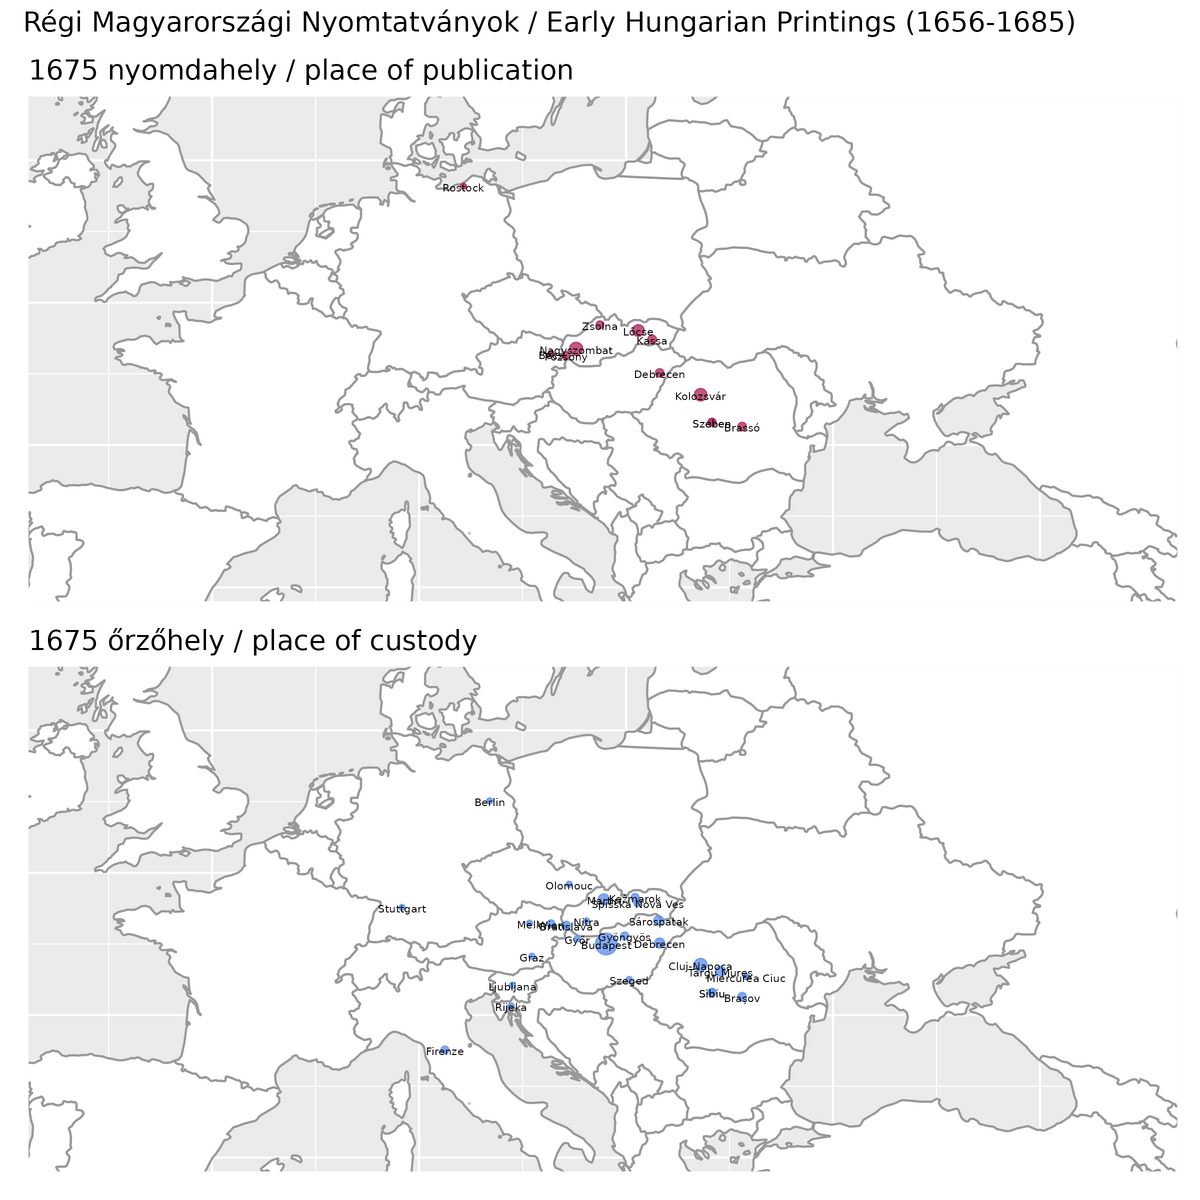 Régi Magyarországi Nyomtatványok / Early Hungarian Printings (1656-1685)
1675 nyomdahely / place of publication
Rostock
Zsolna
Lőcse
Kassa
Nagyszombat
Pozsony
Debrecen
Kolozsvár
Szeben
Brassó
1675 őrzőhely / place of custody
Berlin
Olomouc
Stuttgart
Kežmarok
Martin
Spišská Nová Ves
Nitra
Sárospatak
Melk
Wien
Bratislava
Gyöngyös
Győr
Budapest
Debrecen
Graz
Cluj-Napoca
Târgu Mureș
Miercurea Ciuc
Szeged
Ljubljana
Sibiu
Brașov
Rijeka
Firenze